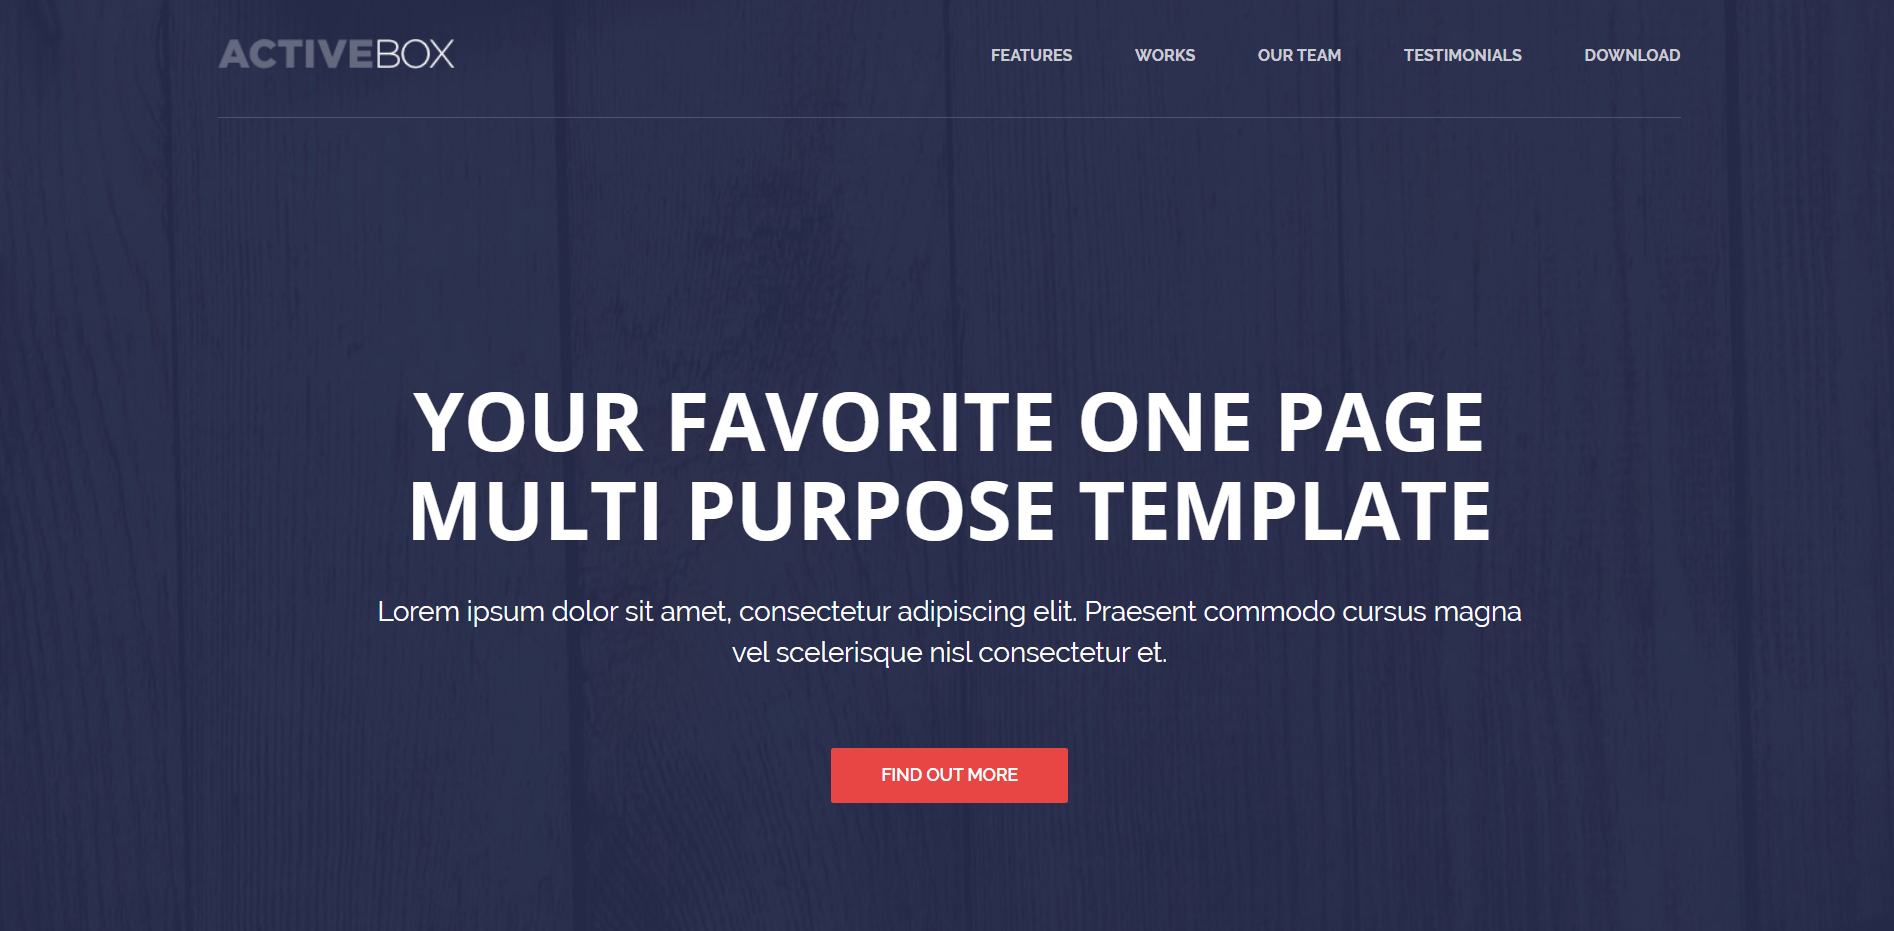 ACTIVEBOX
FEATURES WORKS OUR TEAM TESTIMONIALS DOWNLOAD
YOUR FAVORITE ONE PAGE
MULTI PURPOSE TEMPLATE
Lorem ipsum dolor sit amet, consectetur adipiscing elit. Praesent commodo cursus magna
vel scelerisque nisl consectetur et.
FIND OUT MORE